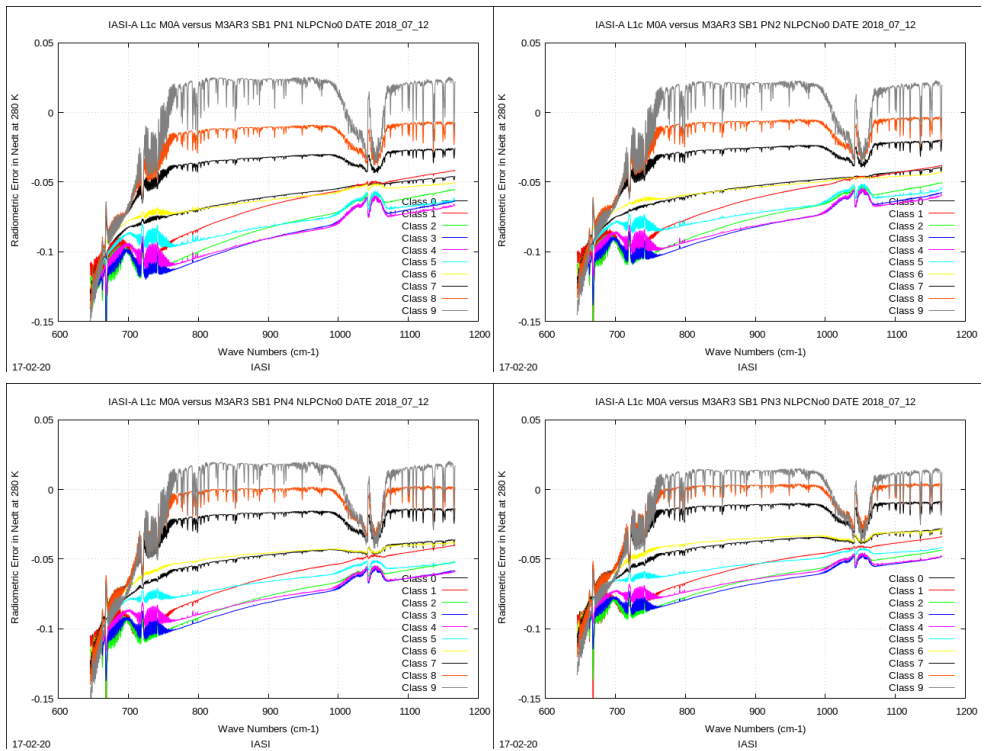 IASI-A L1c M0A versus M3AR3 SB1 PN1 NLPCNo0 DATE 2018_07_12
0.05
0
-0.05
-0.1
-0.15
Radiometric Error in Nedt at 280 K
Class 0
Class 1
Class 2
Class 3
Class 4
Class 5
Class 6
Class 7
Class 8
Class 9
600 700 800 900 1000 1100 1200
Wave Numbers (cm-1)
17-02-20 IASI
IASI-A L1c M0A versus M3AR3 SB1 PN2 NLPCNo0 DATE 2018_07_12
0.05
0
-0.05
-0.1
-0.15
Radiometric Error in Nedt at 280 K
Class 0
Class 1
Class 2
Class 3
Class 4
Class 5
Class 6
Class 7
Class 8
Class 9
600 700 800 900 1000 1100 1200
Wave Numbers (cm-1)
17-02-20 IASI
IASI-A L1c M0A versus M3AR3 SB1 PN4 NLPCNo0 DATE 2018_07_12
0.05
0
-0.05
-0.1
-0.15
Radiometric Error in Nedt at 280 K
Class 0
Class 1
Class 2
Class 3
Class 4
Class 5
Class 6
Class 7
Class 8
Class 9
600 700 800 900 1000 1100 1200
Wave Numbers (cm-1)
17-02-20 IASI
IASI-A L1c M0A versus M3AR3 SB1 PN3 NLPCNo0 DATE 2018_07_12
0.05
0
-0.05
-0.1
-0.15
Radiometric Error in Nedt at 280 K
Class 0
Class 1
Class 2
Class 3
Class 4
Class 5
Class 6
Class 7
Class 8
Class 9
600 700 800 900 1000 1100 1200
Wave Numbers (cm-1)
17-02-20 IASI